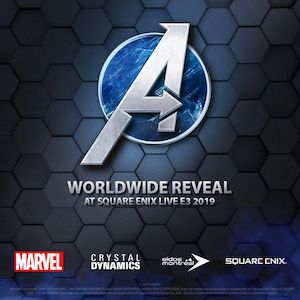 WORLDWIDE REVEAL
AT SQUARE ENIX LIVE E3 2019
MARVEL
CRYSTAL
DYNAMICS
eidos
montréal
SQUARE ENIX.